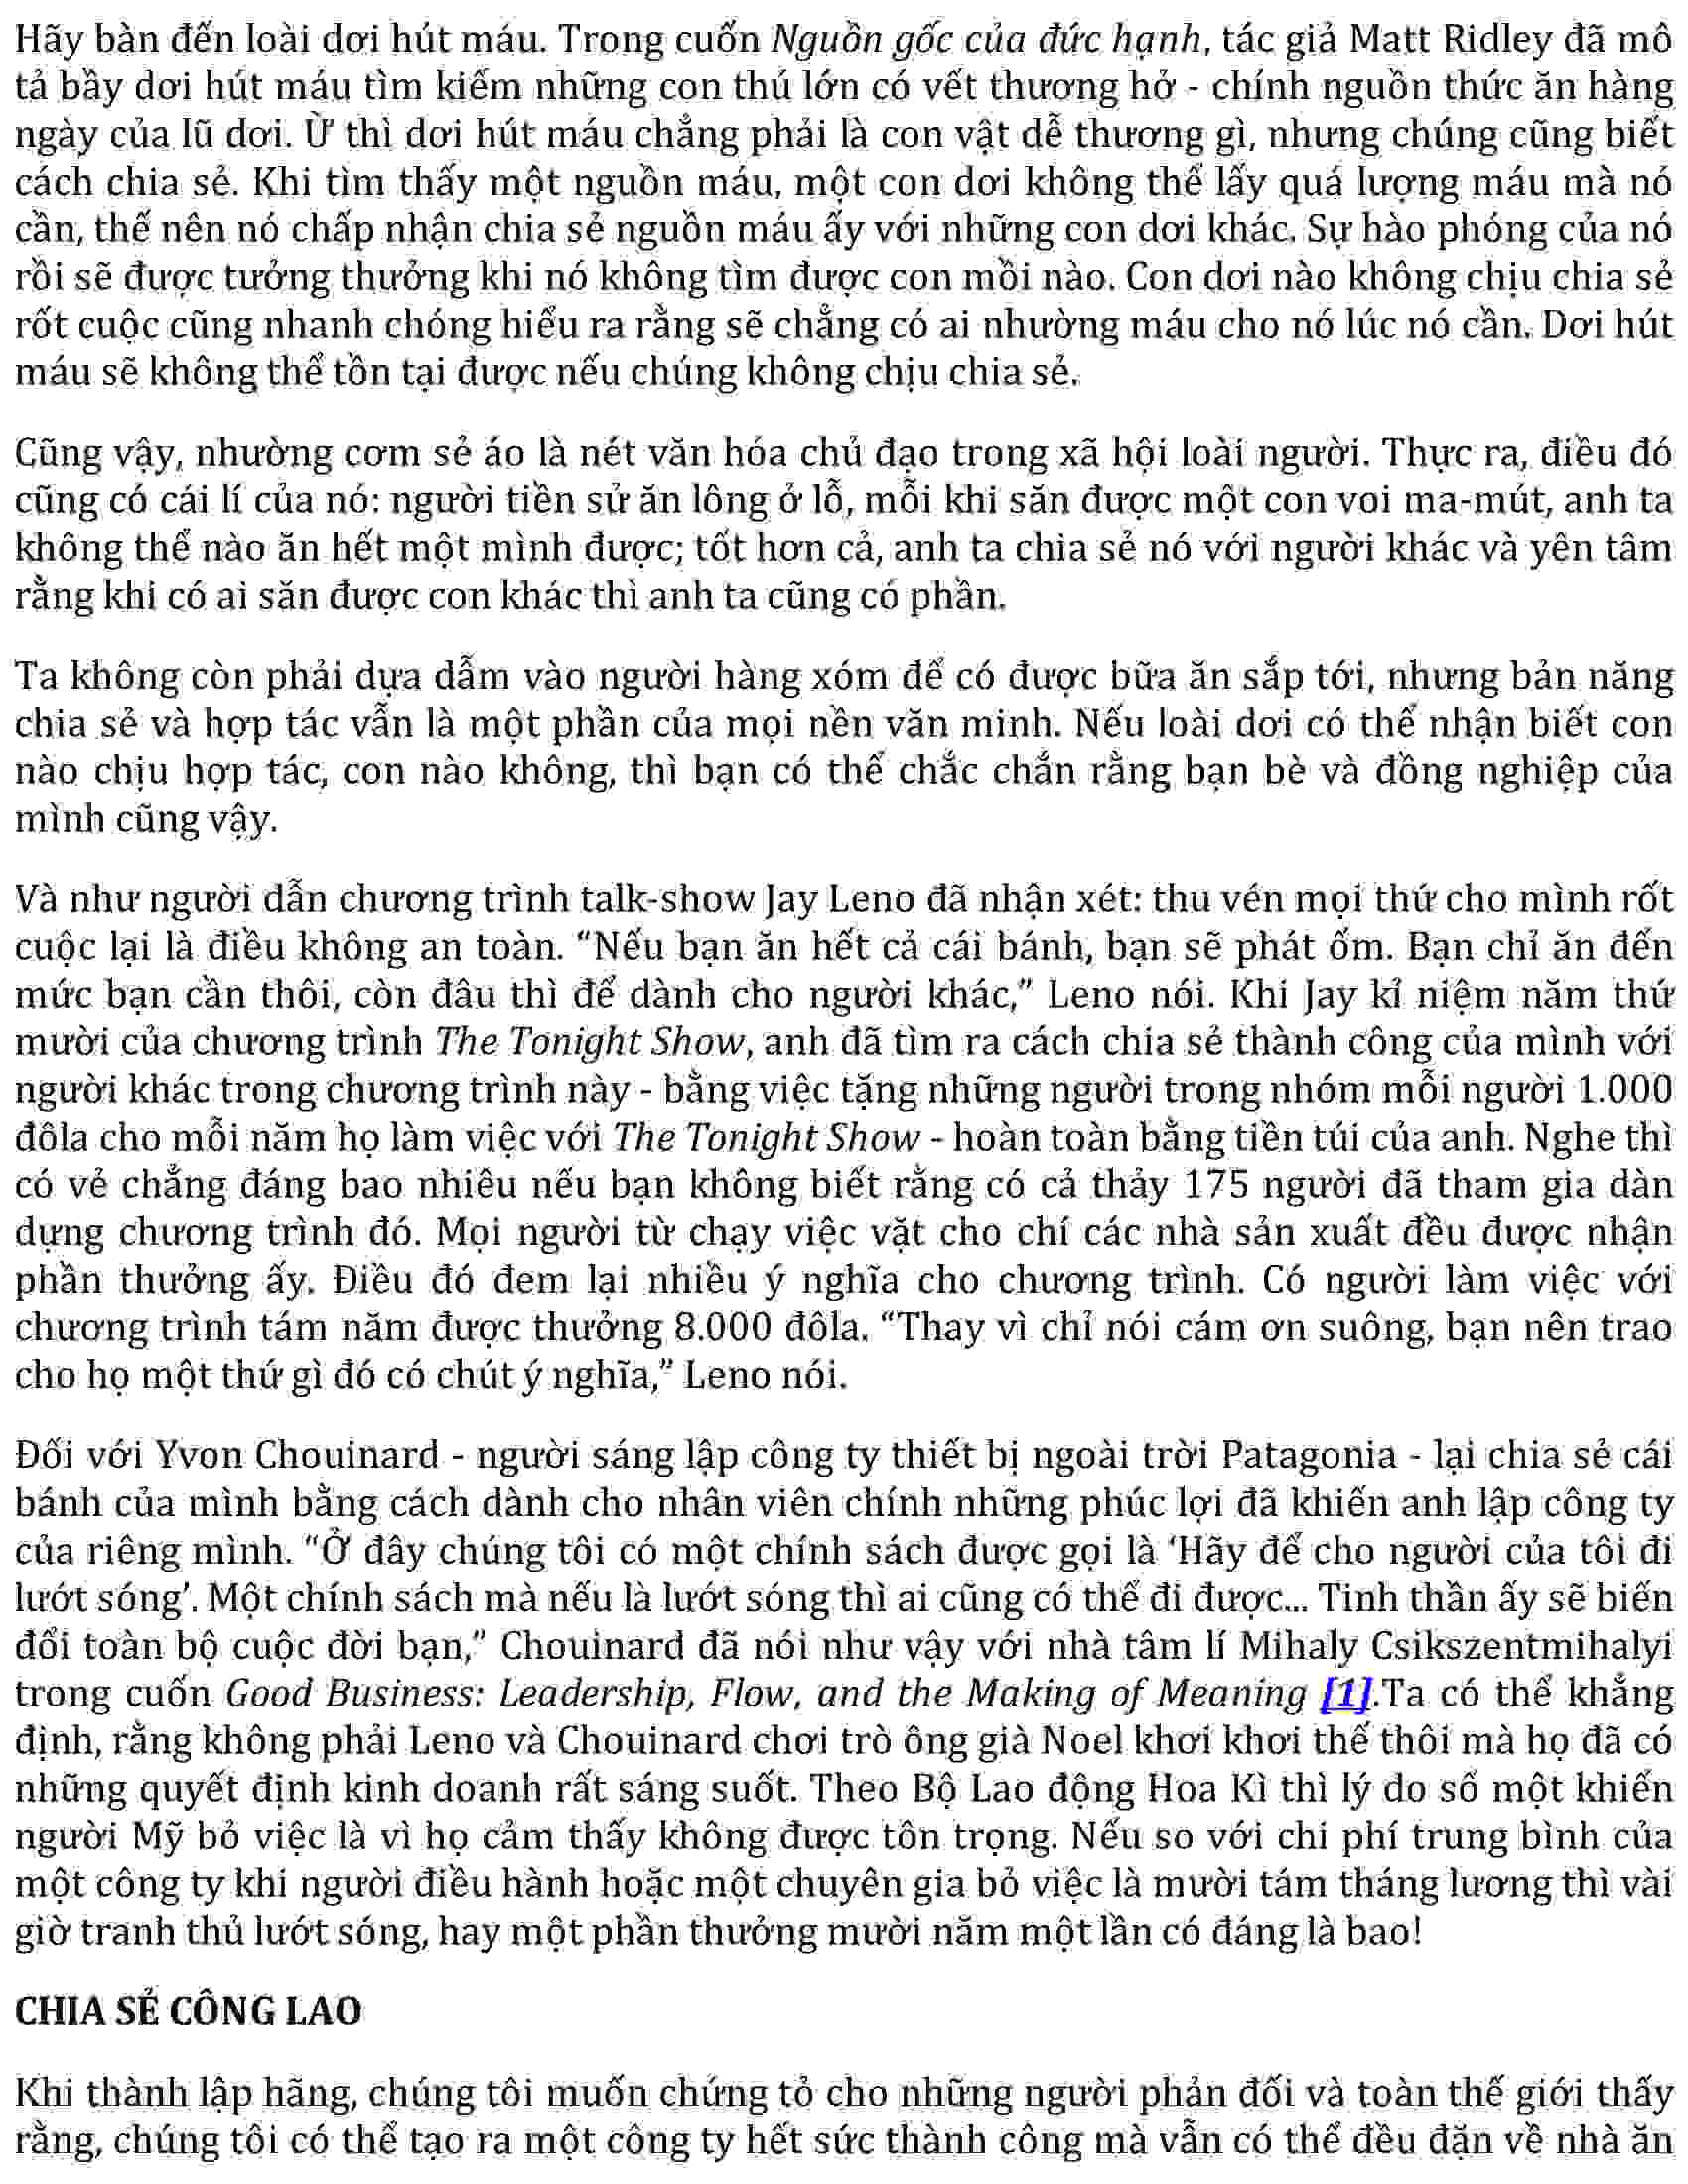 Hãy bàn đến loài dơi hút máu. Trong cuốn Nguồn gốc của đức hạnh, tác giả Matt Ridley đã mô
tả bầy dơi hút máu tìm kiếm những con thú lớn có vết thương hở - chính nguồn thức ăn hàng
ngày của lũ dơi. Ừ thì dơi hút máu chẳng phải là con vật dễ thương gì, nhưng chúng cũng biết
cách chia sẻ. Khi tìm thấy một nguồn máu, một con dơi không thể lấy quá lượng máu mà nó
cần, thế nên nó chấp nhận chia sẻ nguồn máu ấy với những con dơi khác. Sự hào phóng của nó
rồi sẽ được tưởng thưởng khi nó không tìm được con mồi nào. Con dơi nào không chịu chia sẻ
rốt cuộc cũng nhanh chóng hiểu ra rằng sẽ chẳng có ai nhường máu cho nó lúc nó cần. Dơi hút
máu sẽ không thể tồn tại được nếu chúng không chịu chia sẻ.
Cũng vậy, nhường cơm sẻ áo là nét văn hóa chủ đạo trong xã hội loài người. Thực ra, điều đó
cũng có cái lí của nó: người tiền sử ăn lông ở lỗ, mỗi khi săn được một con voi ma-mút, anh ta
không thể nào ăn hết một mình được; tốt hơn cả, anh ta chia sẻ nó với người khác và yên tâm
rằng khi có ai săn được con khác thì anh ta cũng có phần.
Ta không còn phải dựa dẫm vào người hàng xóm để có được bữa ăn sắp tới, nhưng bản năng
chia sẻ và hợp tác vẫn là một phần của mọi nền văn minh. Nếu loài dơi có thể nhận biết con
nào chịu hợp tác, con nào không, thì bạn có thể chắc chắn rằng bạn bè và đồng nghiệp của
mình cũng vậy.
Và như người dẫn chương trình talk-show Jay Leno đã nhận xét: thu vén mọi thứ cho mình rốt
cuộc lại là điều không an toàn. “Nếu bạn ăn hết cả cái bánh, bạn sẽ phát ốm. Bạn chỉ ăn đến
mức bạn cần thôi, còn đâu thì để dành cho người khác,” Leno nói. Khi Jay kỉ niệm năm thứ
mười của chương trình The Tonight Show, anh đã tìm ra cách chia sẻ thành công của mình với
người khác trong chương trình này - bằng việc tặng những người trong nhóm mỗi người 1.000
đôla cho mỗi năm họ làm việc với The Tonight Show - hoàn toàn bằng tiền túi của anh. Nghe thì
có vẻ chẳng đáng bao nhiêu nếu bạn không biết rằng có cả thảy 175 người đã tham gia dàn
dựng chương trình đó. Mọi người từ chạy việc vặt cho chí các nhà sản xuất đều được nhận
phần thưởng ấy. Điều đó đem lại nhiều ý nghĩa cho chương trình. Có người làm việc với
chương trình tám năm được thưởng 8.000 đôla. “Thay vì chỉ nói cám ơn suông, bạn nên trao
cho họ một thứ gì đó có chút ý nghĩa,” Leno nói.
Đối với Yvon Chouinard - người sáng lập công ty thiết bị ngoài trời Patagonia - lại chia sẻ cái
bánh của mình bằng cách dành cho nhân viên chính những phúc lợi đã khiến anh lập công ty
của riêng mình. “Ở đây chúng tôi có một chính sách được gọi là ‘Hãy để cho người của tôi đi
lướt sóng’. Một chính sách mà nếu là lướt sóng thì ai cũng có thể đi được... Tinh thần ấy sẽ biến
đổi toàn bộ cuộc đời bạn,” Chouinard đã nói như vậy với nhà tâm lí Mihaly Csikszentmihalyi
trong cuốn Good Business: Leadership, Flow, and the Making of Meaning [1].Ta có thể khẳng
định, rằng không phải Leno và Chouinard chơi trò ông già Noel khơi khơi thế thôi mà họ đã có
những quyết định kinh doanh rất sáng suốt. Theo Bộ Lao động Hoa Kì thì lý do số một khiến
người Mỹ bỏ việc là vì họ cảm thấy không được tôn trọng. Nếu so với chi phí trung bình của
một công ty khi người điều hành hoặc một chuyên gia bỏ việc là mười tám tháng lương thì vài
giờ tranh thủ lướt sóng, hay một phần thưởng mười năm một lần có đáng là bao!
CHIA SẺ CÔNG LAO
Khi thành lập hãng, chúng tôi muốn chứng tỏ cho những người phản đối và toàn thế giới thấy
rằng, chúng tôi có thể tạo ra một công ty hết sức thành công mà vẫn có thể đều đặn về nhà ăn